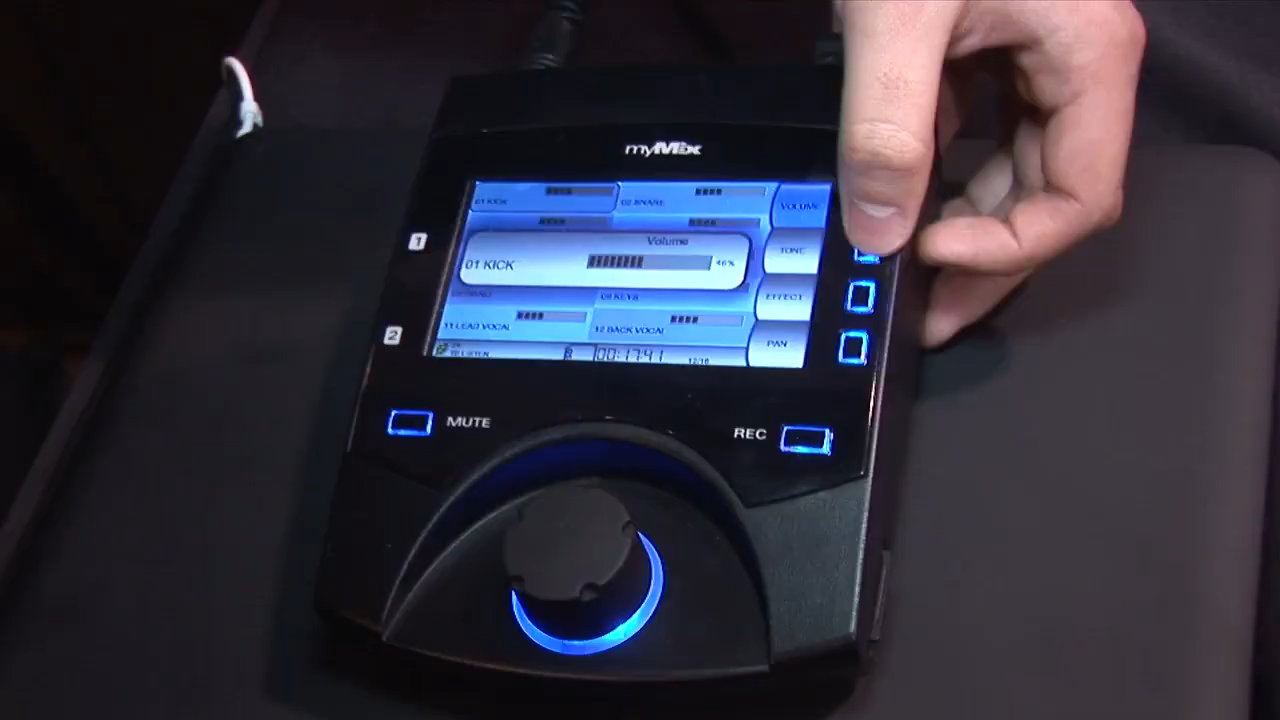 myMix
01 KICK
02 SNARE
VOLUME
1
Volume
01 KICK
46%
TONE
EFFECT
08 KEYS
11 LEAD VOCAL
12 BACK VOCAL
PAN
2
00:17:41
12/16
MUTE
REC